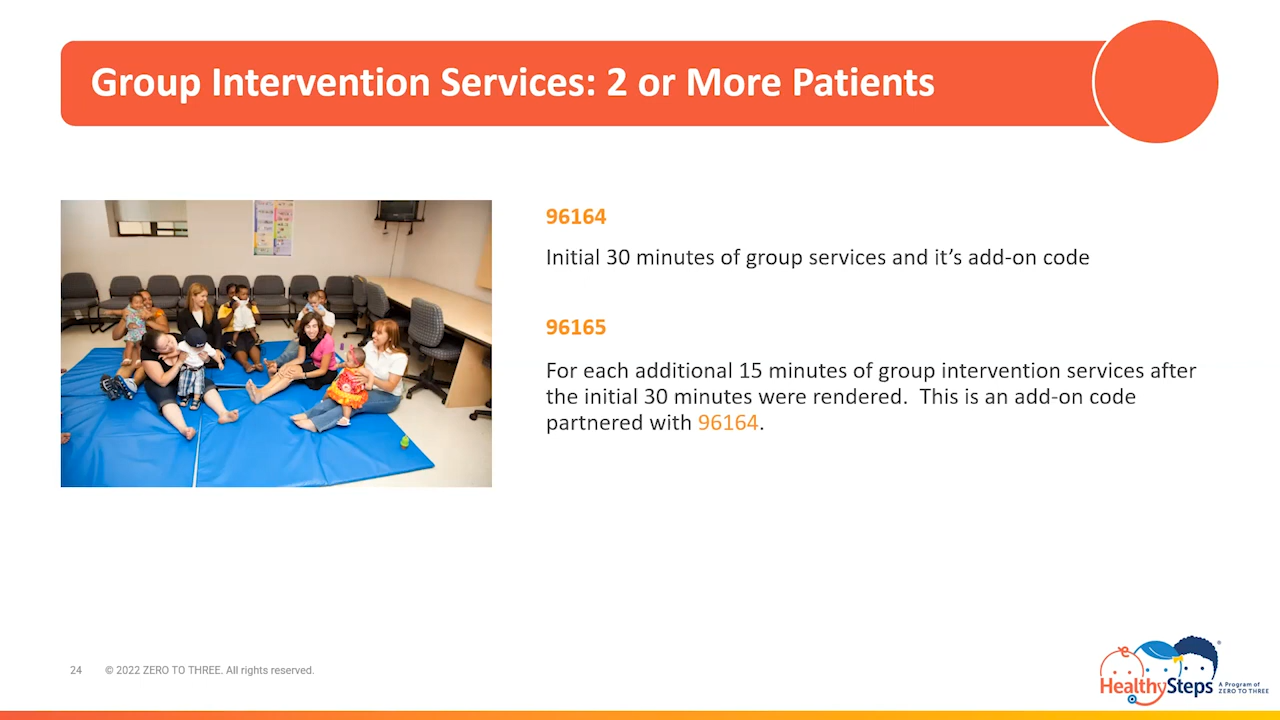 Group Intervention Services: 2 or More Patients
96164
Initial 30 minutes of group services and it's add-on code
96165
For each additional 15 minutes of group intervention services after
the initial 30 minutes were rendered.  This is an add-on code
partnered with 96164.
24 © 2022 ZERO TO THREE. All rights reserved.
HealthySteps A Program of
ZERO TO THREE